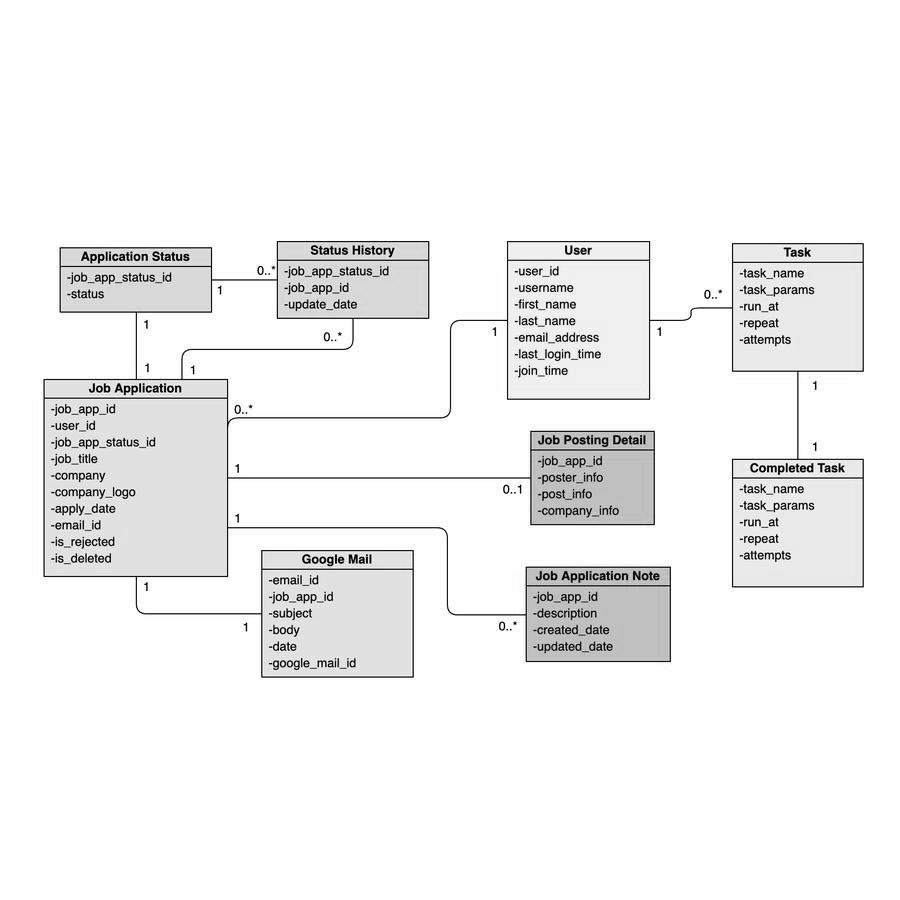 Application Status
-job_app_status_id
-status
1
0..*
Status History
-job_app_status_id
-job_app_id
-update_date
0..*
1
1
1
User
-user_id
-username
-first_name
-last_name
-email_address
-last_login_time
-join_time
1
1
0..*
Task
-task_name
-task_params
-run_at
-repeat
-attempts
1
1
Job Application
-job_app_id
-user_id
-job_app_status_id
-job_title
-company
-company_logo
-apply_date
-email_id
-is_rejected
-is_deleted
0..*
1
0..1
1
0..*
1
1
Job Posting Detail
-job_app_id
-poster_info
-post_info
-company_info
Completed Task
-task_name
-task_params
-run_at
-repeat
-attempts
Google Mail
-email_id
-job_app_id
-subject
-body
-date
-google_mail_id
Job Application Note
-job_app_id
-description
-created_date
-updated_date